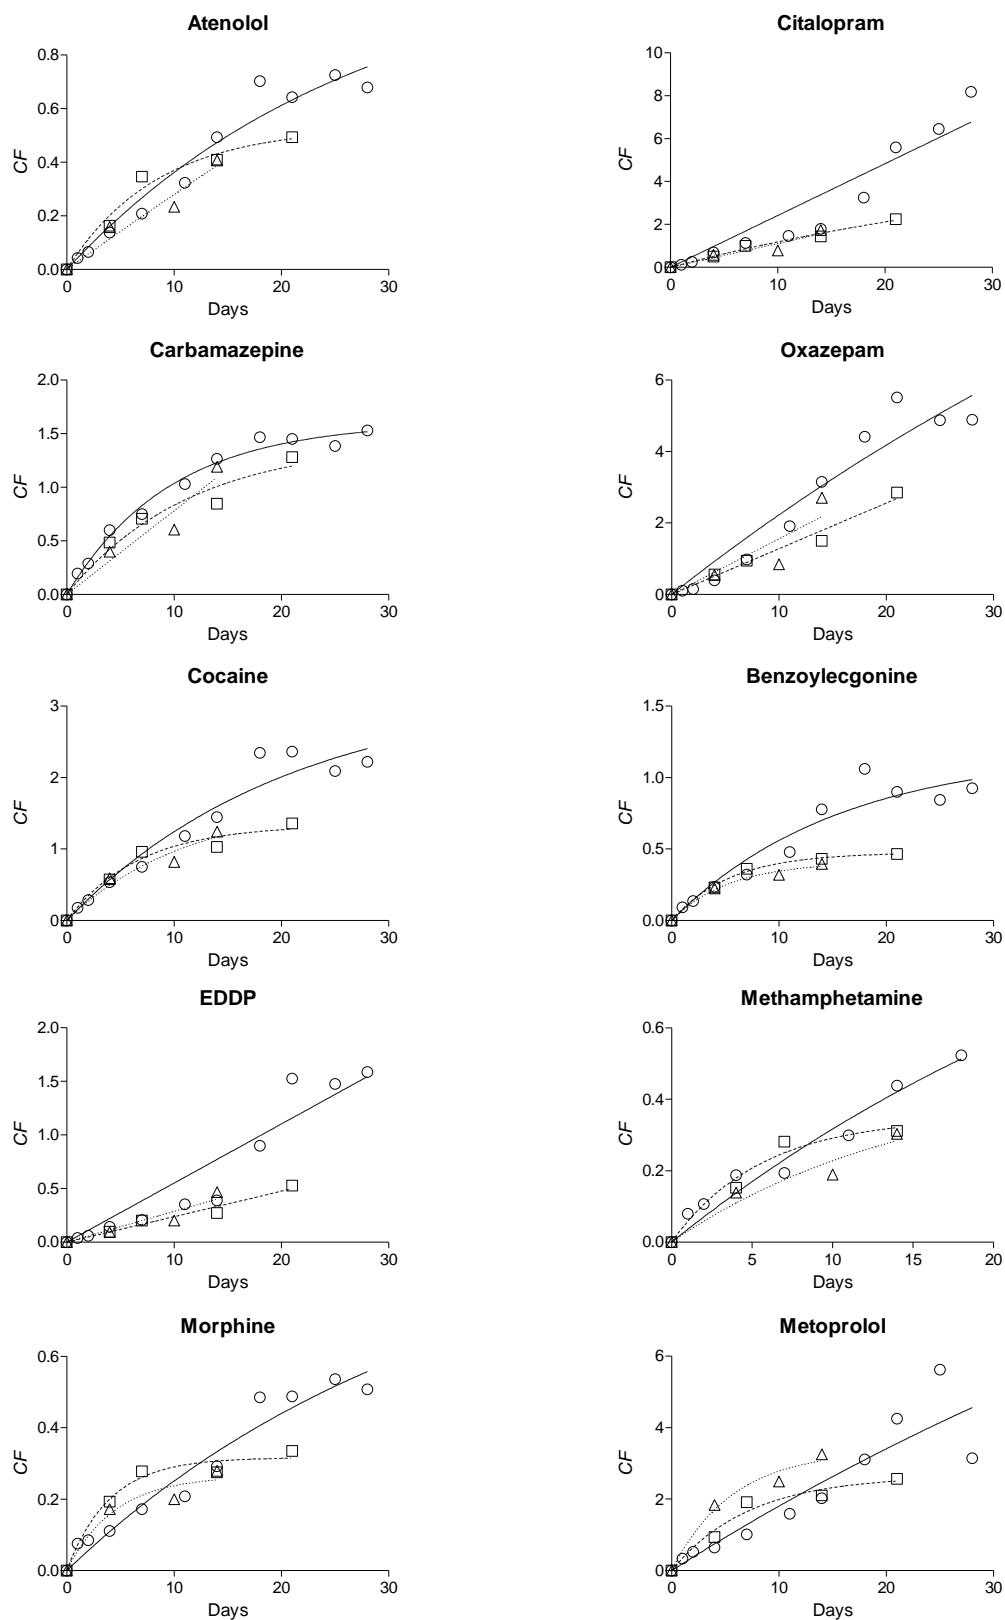 Atenolol
CF
0.8
0.6
0.4
0.2
0.0
0 10 20 30
Days
Citalopram
CF
10
8
6
4
2
0
0 10 20 30
Days
Carbamazepine
CF
2.0
1.5
1.0
0.5
0.0
0 10 20 30
Days
Oxazepam
CF
6
4
2
0
0 10 20 30
Days
Cocaine
CF
3
2
1
0
0 10 20 30
Days
Benzoylecgonine
CF
1.5
1.0
0.5
0.0
0 10 20 30
Days
EDDP
CF
2.0
1.5
1.0
0.5
0.0
0 10 20 30
Days
Methamphetamine
CF
0.6
0.4
0.2
0.0
0 5 10 15 20
Days
Morphine
CF
0.6
0.4
0.2
0.0
0 10 20 30
Days
Metoprolol
CF
6
4
2
0
0 10 20 30
Days